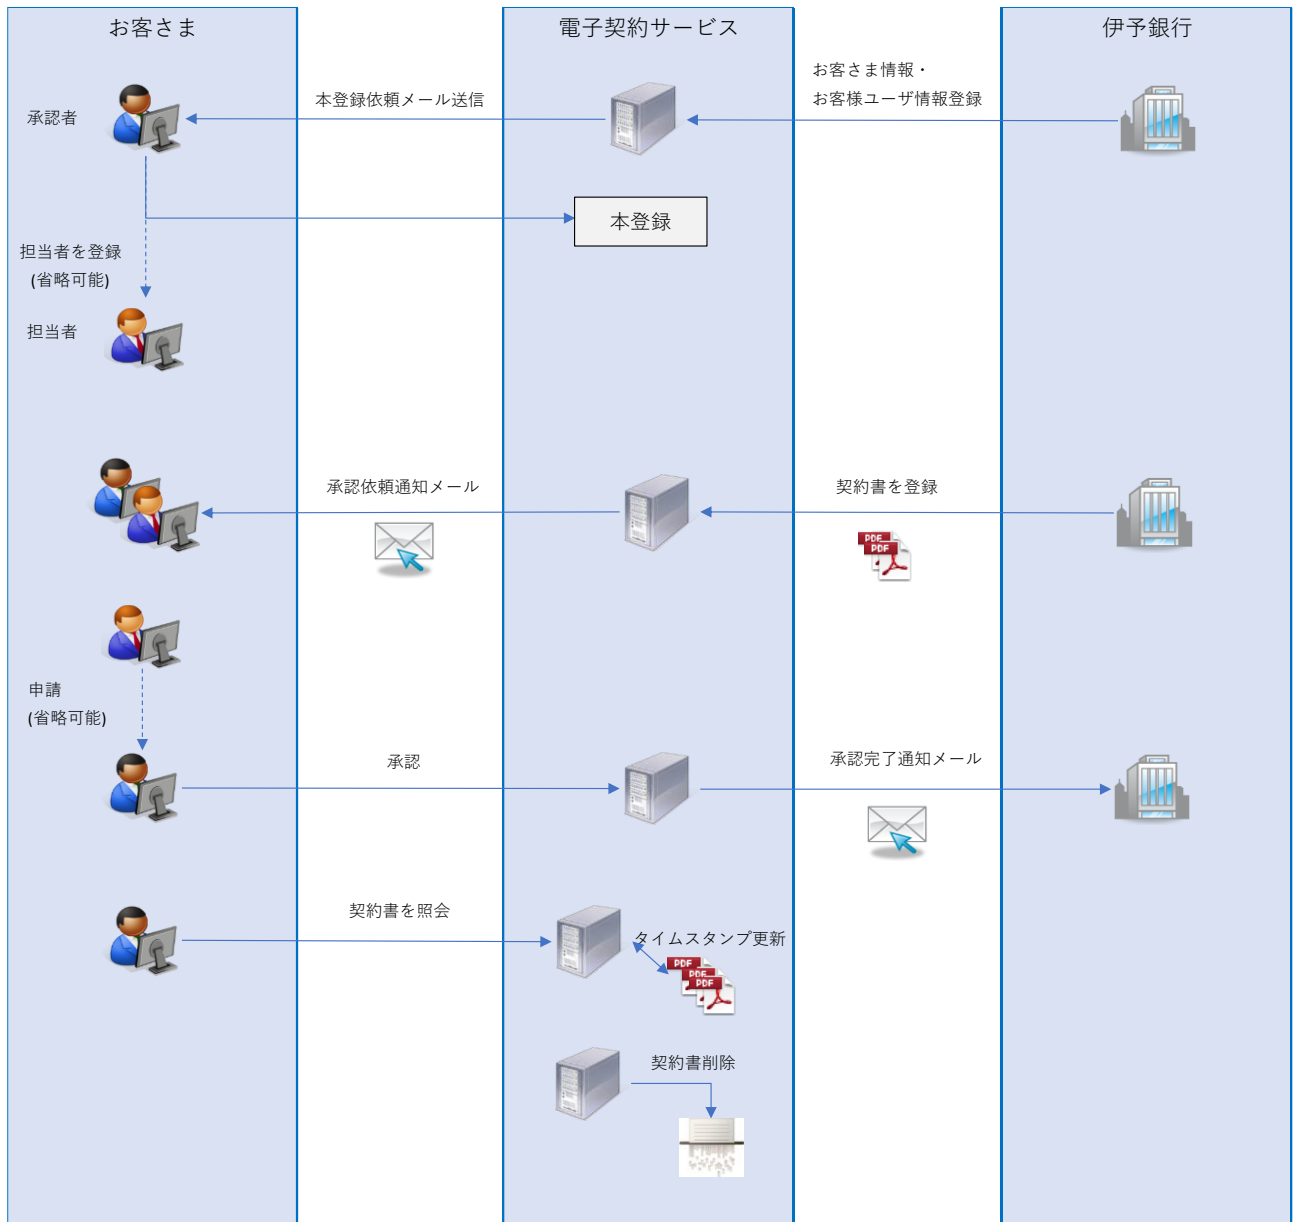 お客さま
電子契約サービス
伊予銀行
お客さま情報・
お客様ユーザ情報登録
本登録依頼メール送信
承認者
本登録
担当者を登録
(省略可能)
担当者
承認依頼通知メール
契約書を登録
PDF
PDF
申請
(省略可能)
承認
承認完了通知メール
契約書を照会
タイムスタンプ更新
PDF
PDF
PDF
契約書削除